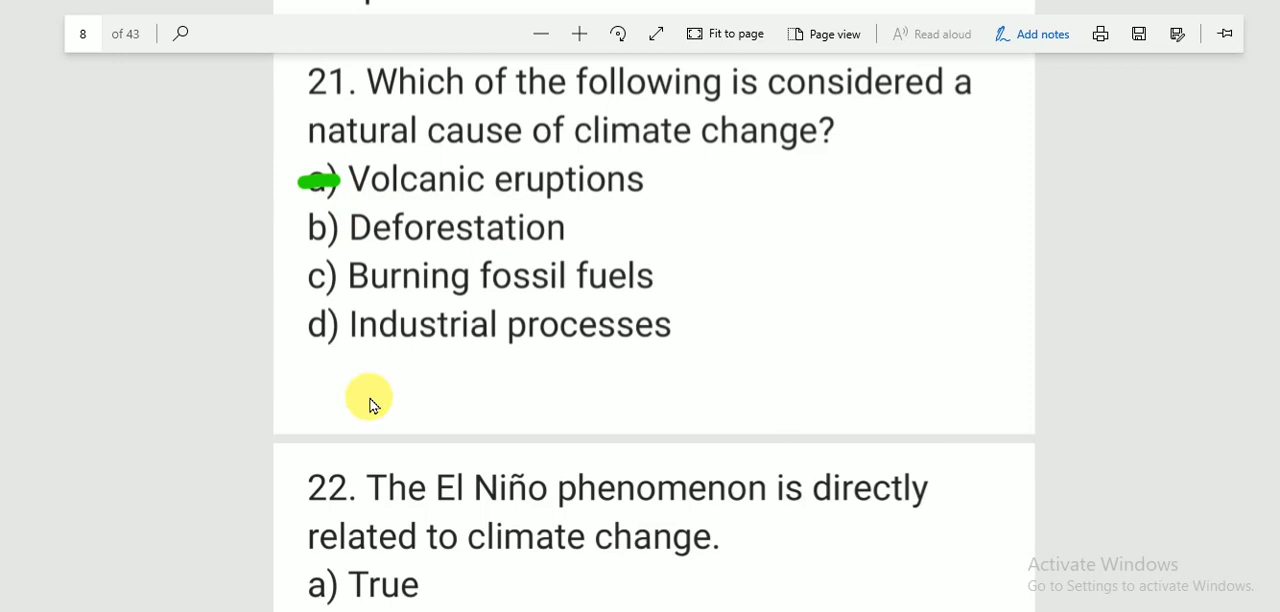 8 of 43 Fit to page Page view A Read aloud Add notes
21. Which of the following is considered a
natural cause of climate change?
a) Volcanic eruptions
b) Deforestation
c) Burning fossil fuels
d) Industrial processes
22. The El Niño phenomenon is directly
related to climate change.
a) True
Activate Windows
Go to Settings to activate Windows.